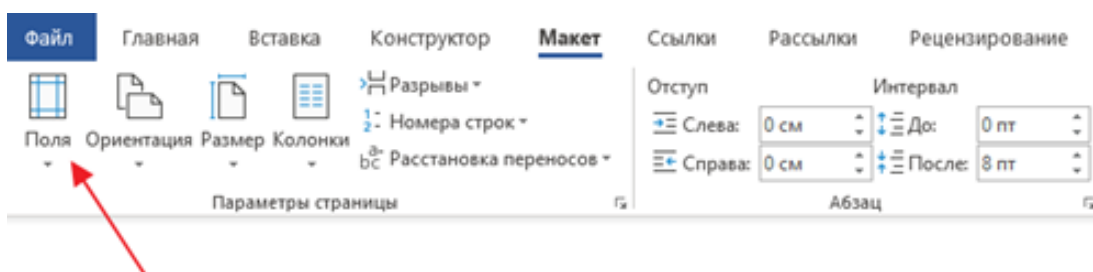 Файл Главная Вставка Конструктор Макет Ссылки Рассылки Рецензирование
Поля Ориентация Размер Колонки
Разрывы
Номера строк
Расстановка переносов
Параметры страницы
Отступ Интервал
Слева: 0 см До: 0 пт
Справа: 0 см После: 8 пт
Абзац